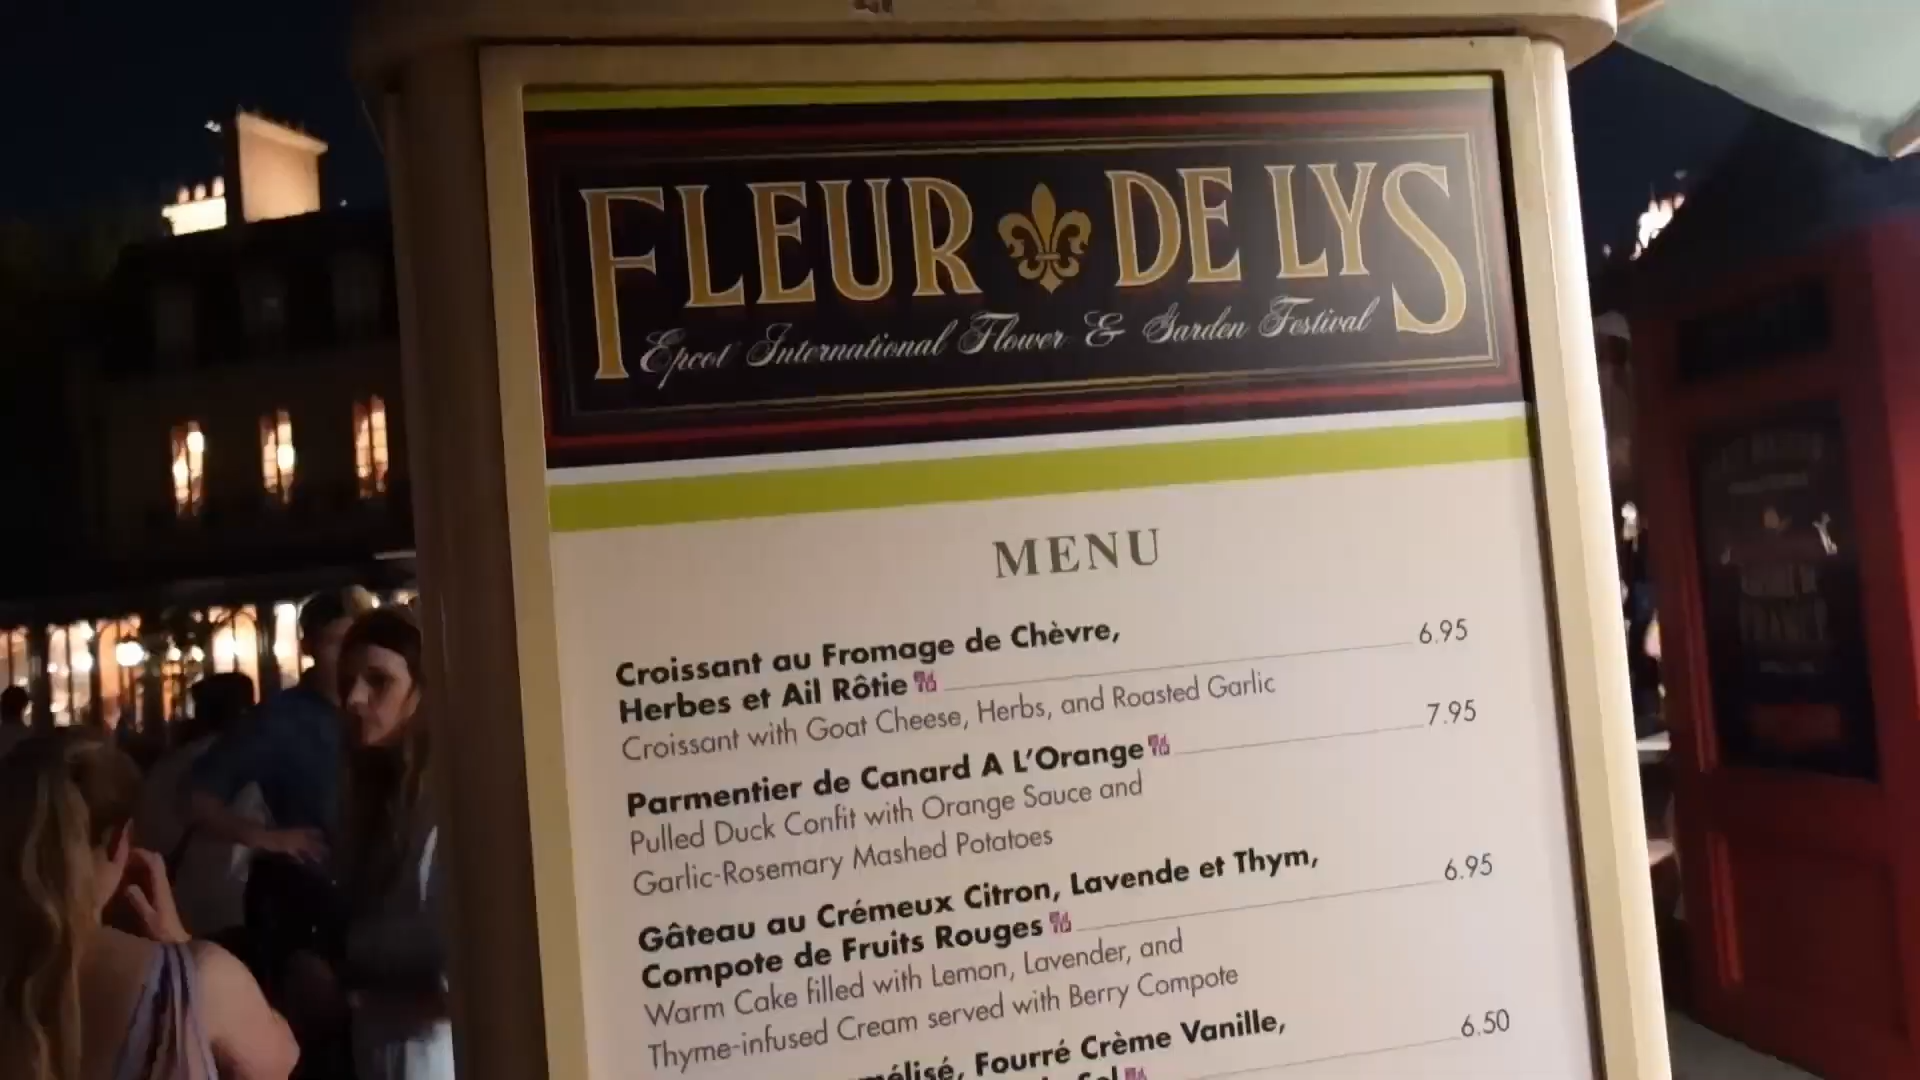 FLEUR DE LYS
Epcot International Flower & Garden Festival
MENU
Croissant au Fromage de Chèvre,
Herbes et Ail Rôtie 6.95
Croissant with Goat Cheese, Herbs, and Roasted Garlic
Parmentier de Canard A L'Orange 7.95
Pulled Duck Confit with Orange Sauce and
Garlic-Rosemary Mashed Potatoes
Gâteau au Crémeux Citron, Lavende et Thym,
Compote de Fruits Rouges 6.95
Warm Cake filled with Lemon, Lavender, and
Thyme-infused Cream served with Berry Compote
Fourré Crème Vanille,
6.50